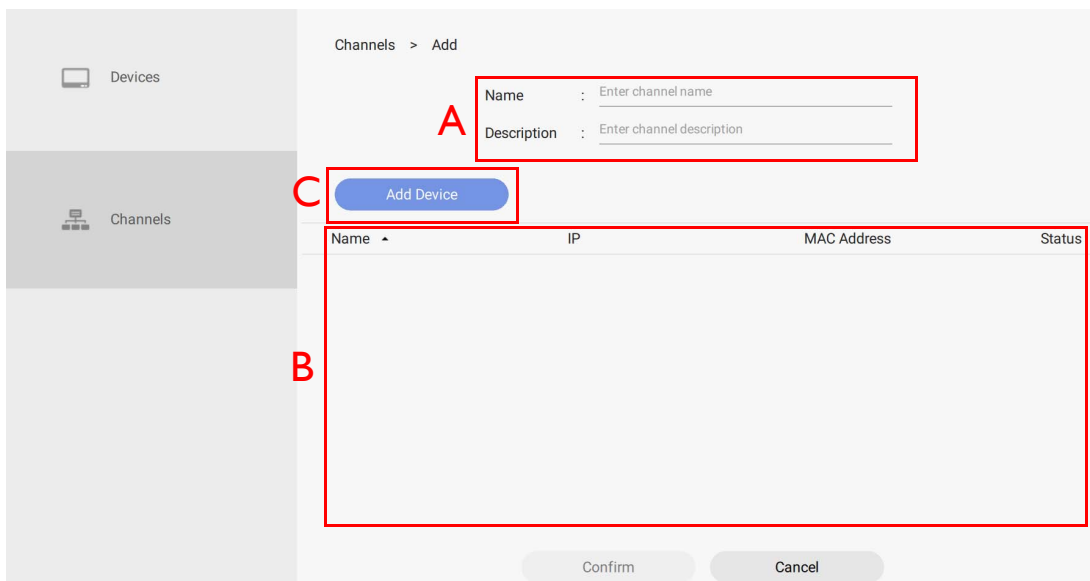 Devices
Channels
Channels > Add
A
Name : Enter channel name
Description : Enter channel description
C
Add Device
Name IP MAC Address Status
B
Confirm Cancel